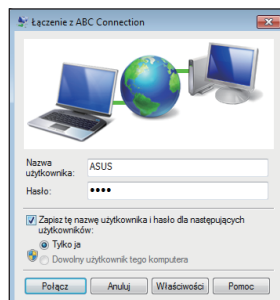 Łączenie z ABC Connection
Nazwa
użytkownika:
ASUS
Hasło:
••••
Zapisz tę nazwę użytkownika i hasło dla następujących
użytkowników:
Tylko ja
Dowolny użytkownik tego komputera
Połącz
Anuluj
Właściwości
Pomoc